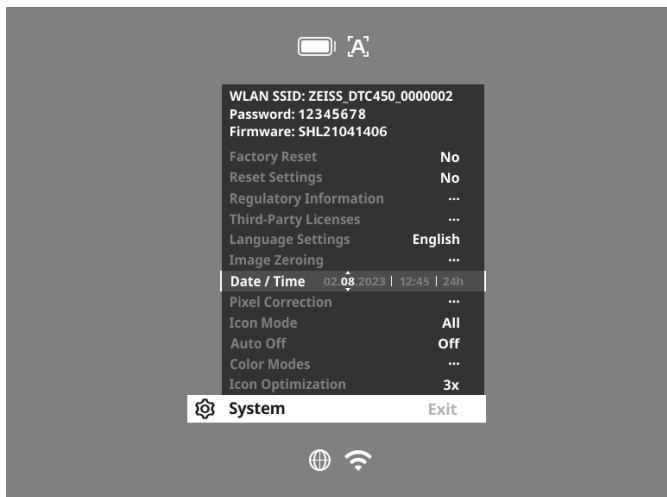 [A]
WLAN SSID: ZEISS_DTC450_0000002
Password: 12345678
Firmware: SHL21041406
Factory Reset No
Reset Settings No
Regulatory Information ...
Third-Party Licenses ...
Language Settings English
Image Zeroing ...
Date / Time 02.08.2023 | 12:45 | 24h
Pixel Correction ...
Icon Mode All
Auto Off Off
Color Modes ...
Icon Optimization 3x
System Exit